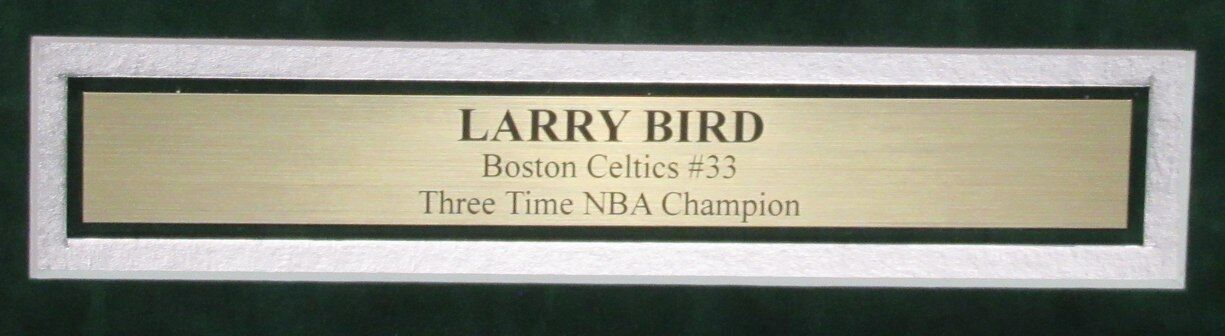 LARRY BIRD
Boston Celtics #33
Three Time NBA Champion